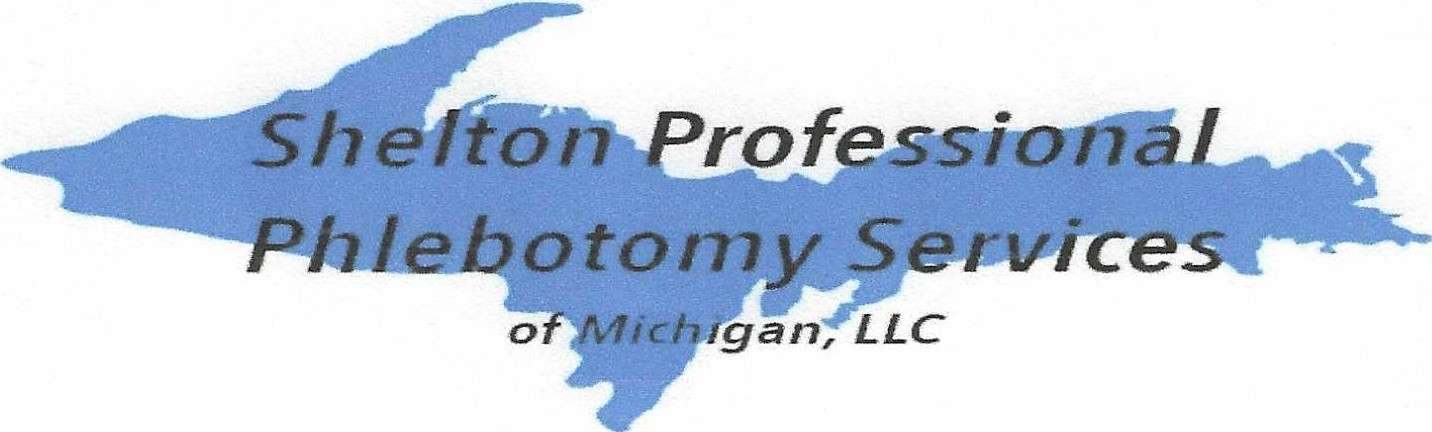 Shelton Professional
Phlebotomy Services
of Michigan, LLC